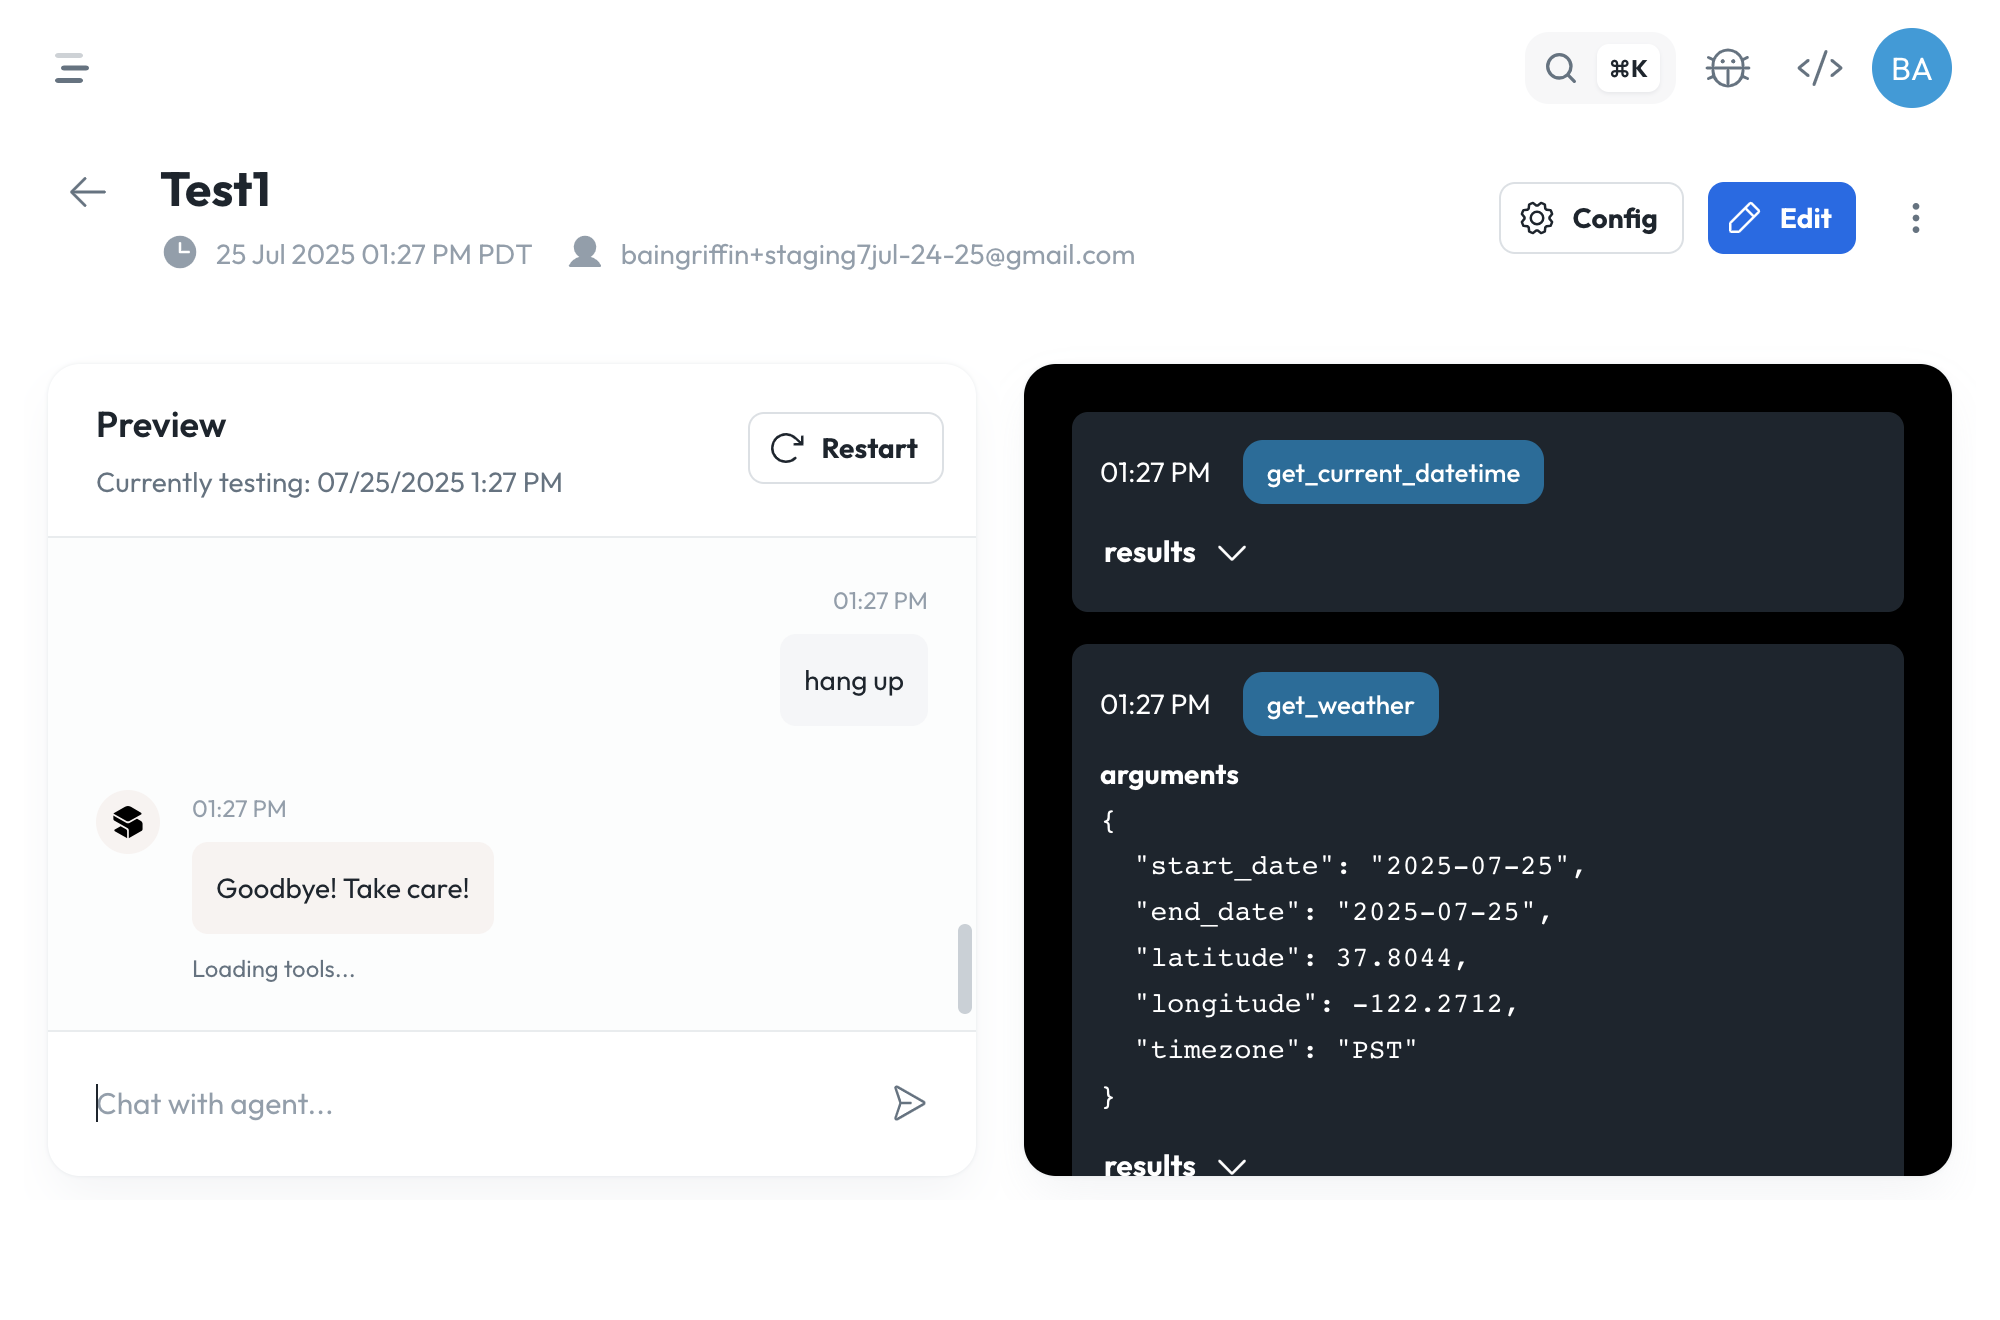 ⌘K
</>
BA
Test1
25 Jul 2025 01:27 PM PDT
baingriffin+staging7jul-24-25@gmail.com
Config
Edit
Preview
Currently testing: 07/25/2025 1:27 PM
Restart
01:27 PM
hang up
01:27 PM
Goodbye! Take care!
Loading tools...
Chat with agent...
01:27 PM
get_current_datetime
results
01:27 PM
get_weather
arguments
{
"start_date": "2025-07-25",
"end_date": "2025-07-25",
"latitude": 37.8044,
"longitude": -122.2712,
"timezone": "PST"
}
results